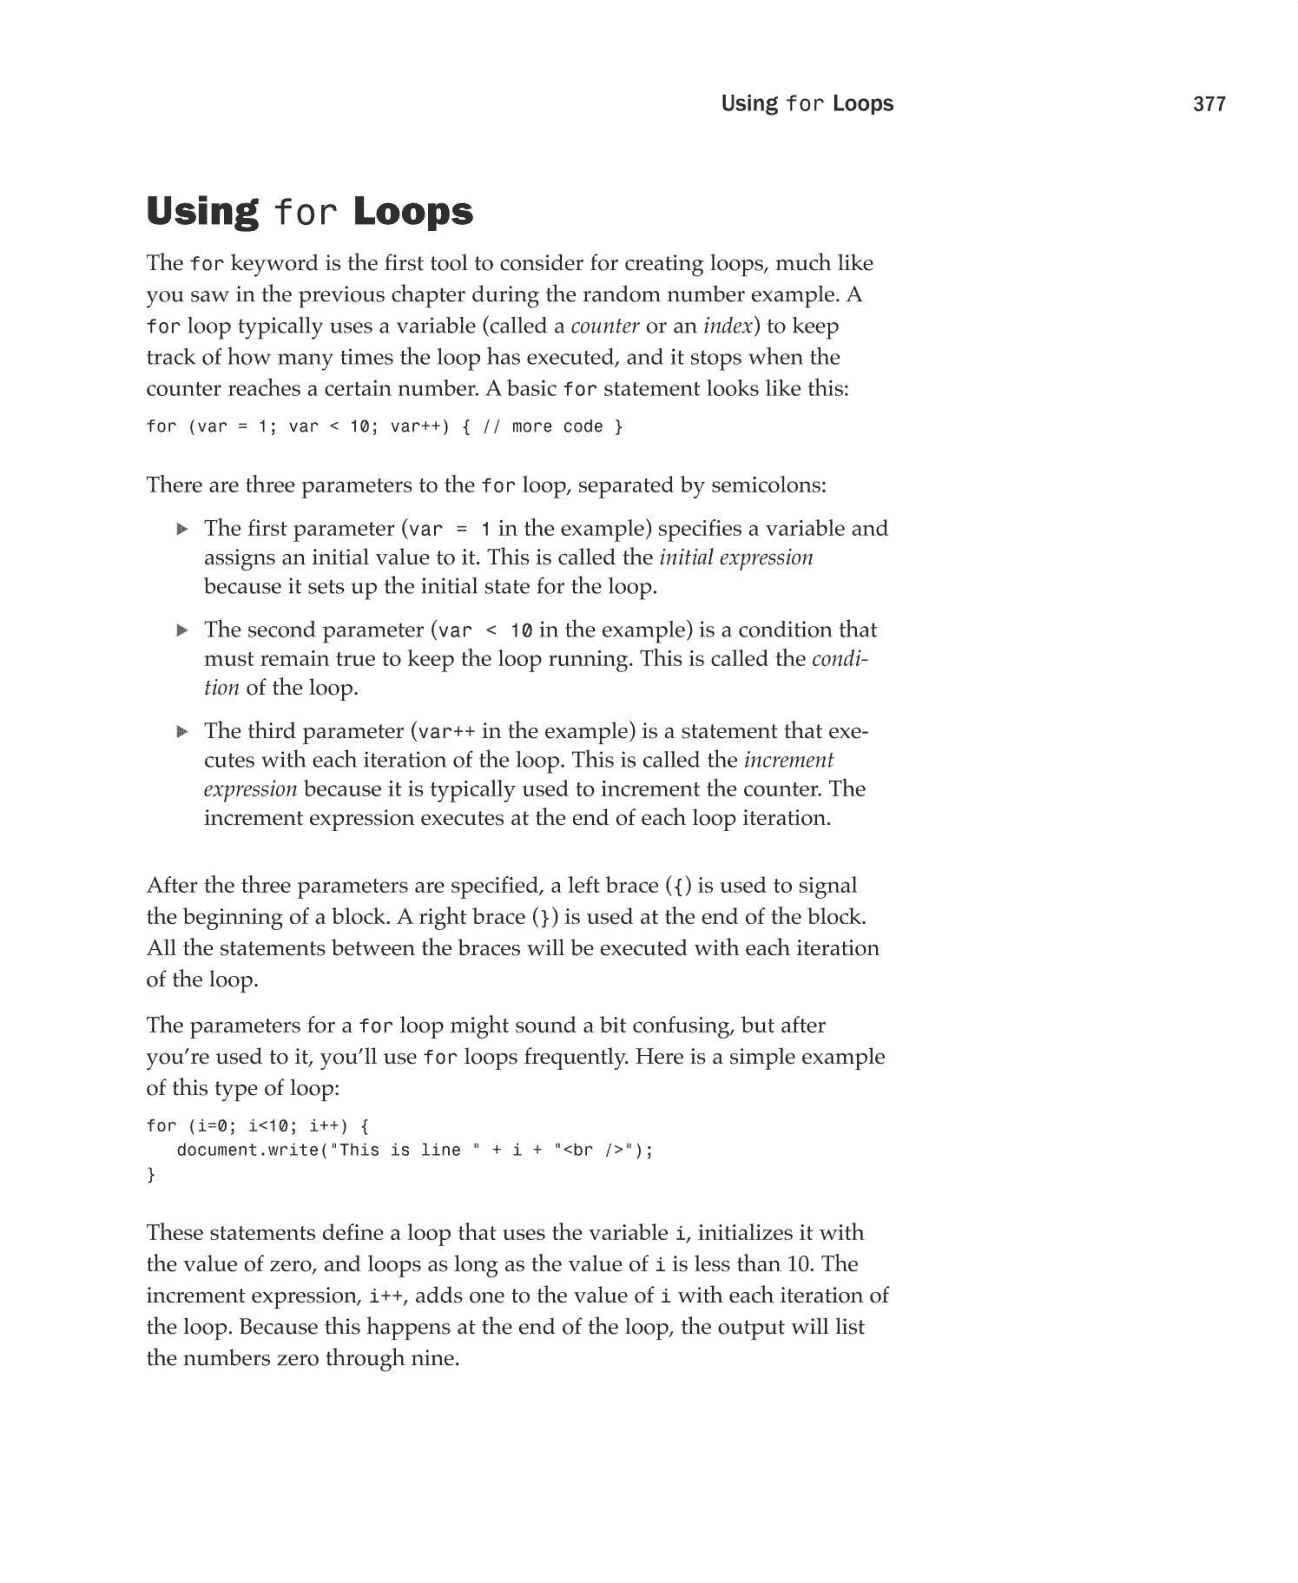 Using for Loops 377
Using for Loops
The for keyword is the first tool to consider for creating loops, much like
you saw in the previous chapter during the random number example. A
for loop typically uses a variable (called a counter or an index) to keep
track of how many times the loop has executed, and it stops when the
counter reaches a certain number. A basic for statement looks like this:
for (var = 1; var < 10; var++) { // more code }
There are three parameters to the for loop, separated by semicolons:
▶ The first parameter (var = 1 in the example) specifies a variable and
assigns an initial value to it. This is called the initial expression
because it sets up the initial state for the loop.
▶ The second parameter (var < 10 in the example) is a condition that
must remain true to keep the loop running. This is called the condi-
tion of the loop.
▶ The third parameter (var++ in the example) is a statement that exe-
cutes with each iteration of the loop. This is called the increment
expression because it is typically used to increment the counter. The
increment expression executes at the end of each loop iteration.
After the three parameters are specified, a left brace ({) is used to signal
the beginning of a block. A right brace (}) is used at the end of the block.
All the statements between the braces will be executed with each iteration
of the loop.
The parameters for a for loop might sound a bit confusing, but after
you're used to it, you'll use for loops frequently. Here is a simple example
of this type of loop:
for (i=0; i<10; i++) {
document.write("This is line " + i + "<br />");
}
These statements define a loop that uses the variable i, initializes it with
the value of zero, and loops as long as the value of i is less than 10. The
increment expression, i++, adds one to the value of i with each iteration of
the loop. Because this happens at the end of the loop, the output will list
the numbers zero through nine.